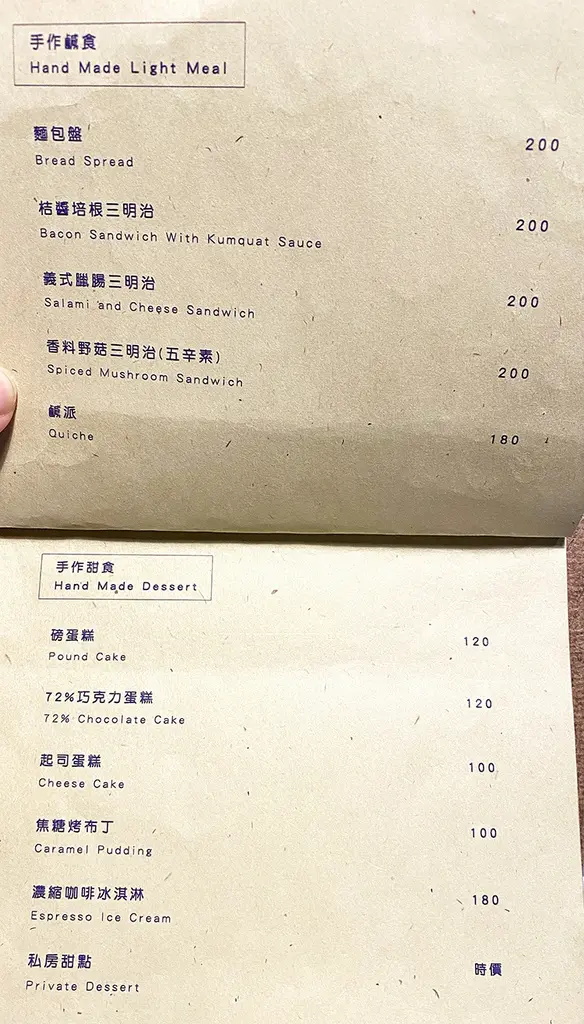 手作鹹食
Hand Made Light Meal
麵包盤
Bread Spread
200
桔醬培根三明治
Bacon Sandwich With Kumquat Sauce
200
義式臘腸三明治
Salami and Cheese Sandwich
200
香料野菇三明治(五辛素)
Spiced Mushroom Sandwich
200
鹹派
Quiche
180
手作甜食
Hand Made Dessert
磅蛋糕
Pound Cake
120
72%巧克力蛋糕
72% Chocolate Cake
120
起司蛋糕
Cheese Cake
100
焦糖烤布丁
Caramel Pudding
100
濃縮咖啡冰淇淋
Espresso Ice Cream
180
私房甜點
Private Dessert
時價